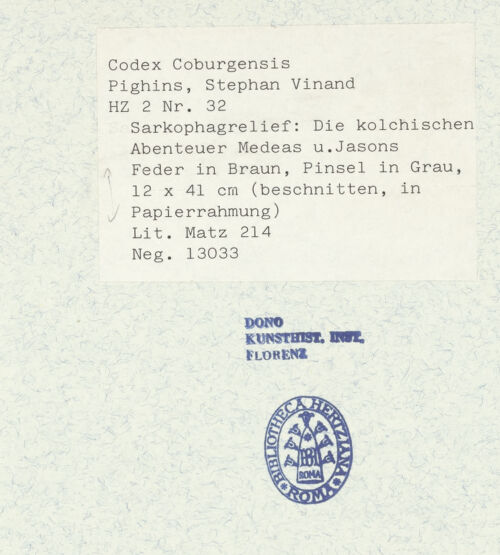 Codex Coburgensis
Pighins, Stephan Vinand
HZ 2 Nr. 32
Sarkophagrelief: Die kolchischen
Abenteuer Medeas u.Jasons
Feder in Braun, Pinsel in Grau,
12 x 41 cm (beschnitten, in
Papierrahmung)
Lit. Matz 214
Neg. 13033
DONO
KUNSTHIST. INST.
FLORENZ
BIBLIOTHECA HERTZIANA
BH
ROMA
ROMA